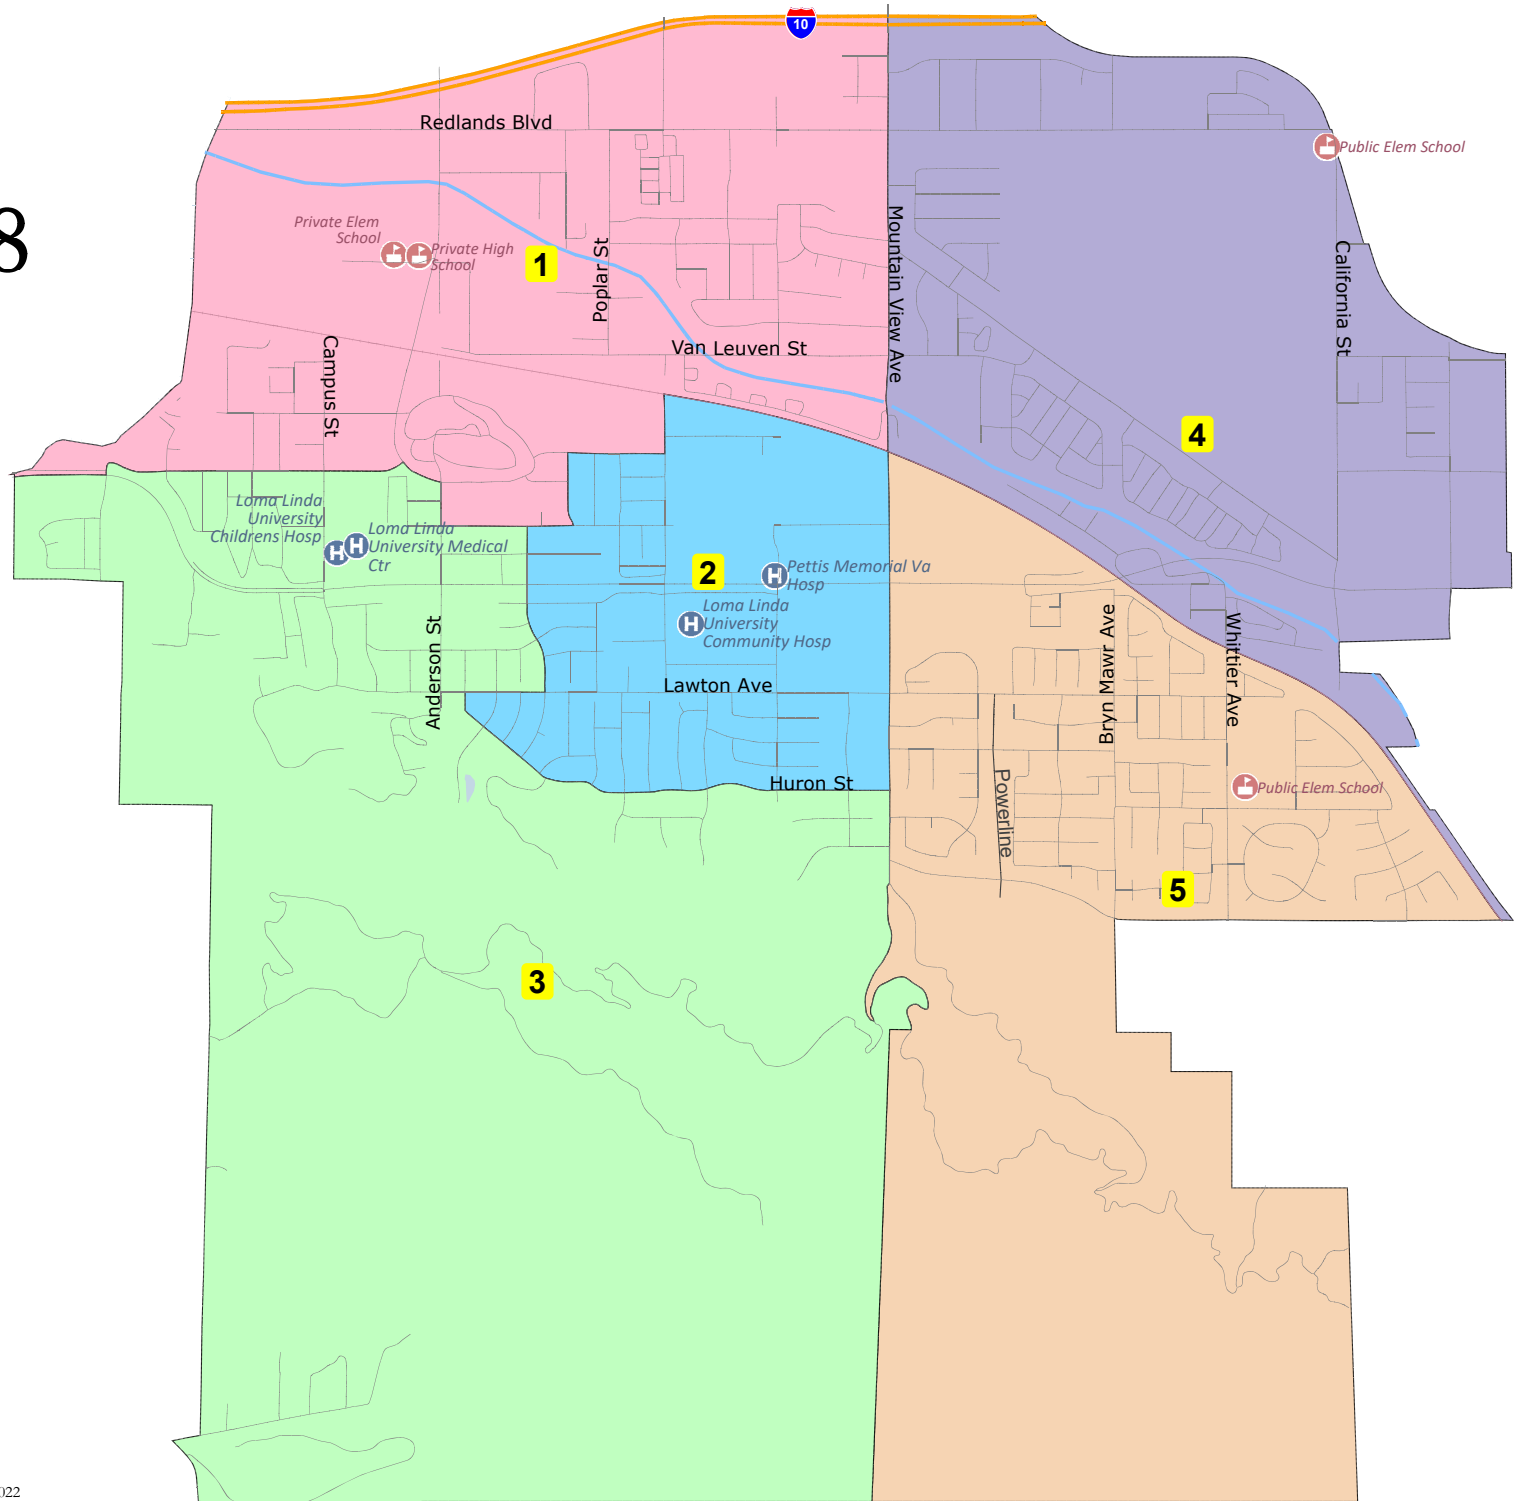 10
Redlands Blvd
Public Elem School
8
Private Elem
School
Private High
School
1
Poplar St
Mountain View Ave
California St
Van Leuven St
Campus St
4
Loma Linda
University
Childrens Hosp
H
H
Loma Linda
University Medical
Ctr
2
H
Pettis Memorial Va
Hosp
H
Loma Linda
University
Community Hosp
Anderson St
Bryn Mawr Ave
Whittier Ave
Lawton Ave
Huron St
Powerline
Public Elem School
5
3
022